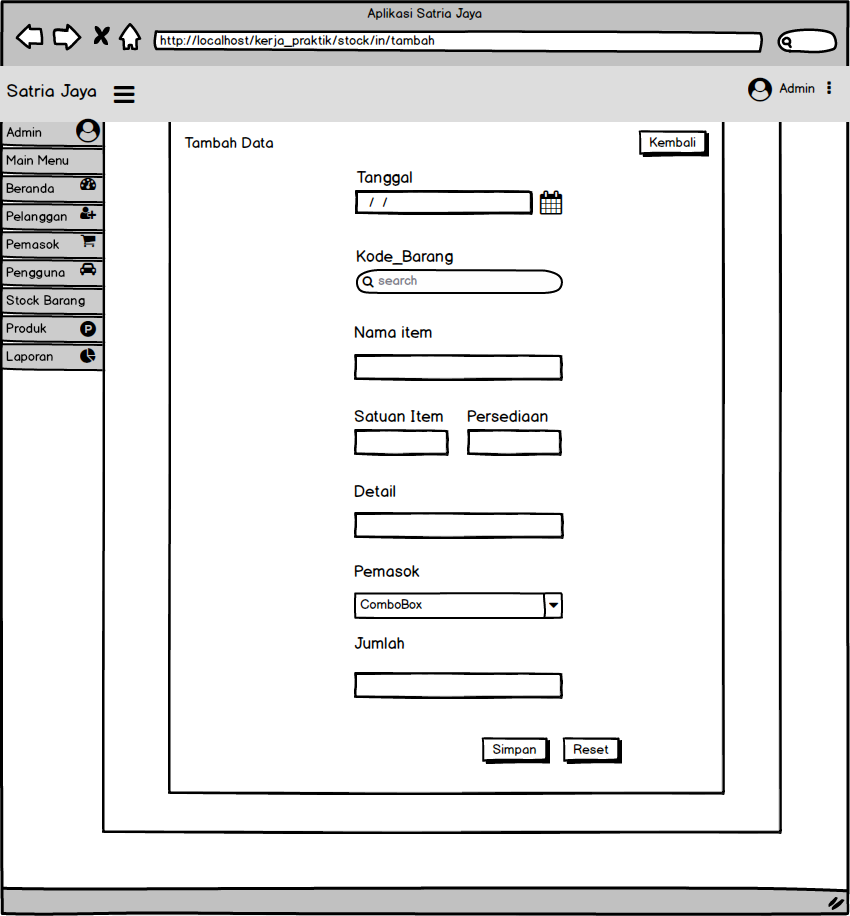 Aplikasi Satria Jaya
http://localhost/kerja_praktik/stock/in/tambah
Satria Jaya
Admin
Admin
Main Menu
Beranda
Pelanggan
Pemasok
Pengguna
Stock Barang
Produk P
Laporan
Tambah Data
Kembali
Tanggal
/ /
Kode_Barang
search
Nama item
Satuan Item Persediaan
Detail
Pemasok
ComboBox
Jumlah
Simpan Reset